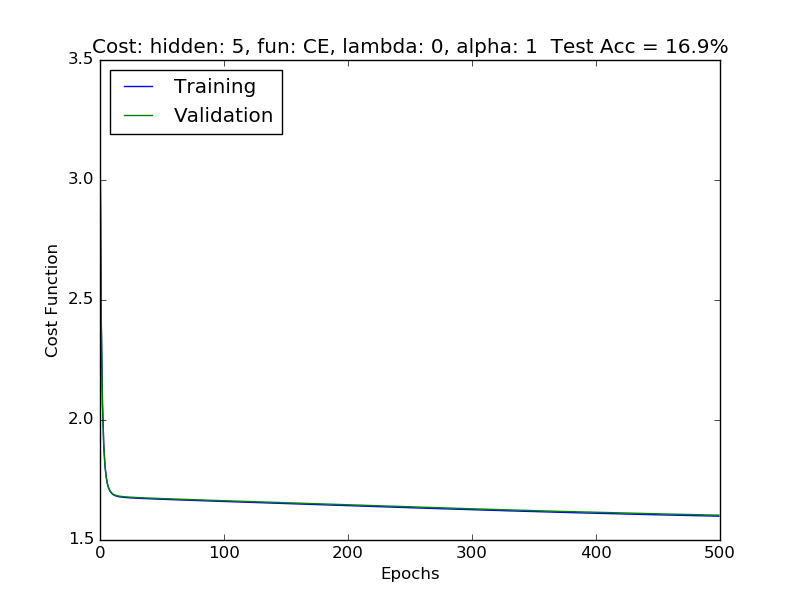 Cost: hidden: 5, fun: CE, lambda: 0, alpha: 1  Test Acc = 16.9%
3.5
Training
Validation
3.0
2.5
2.0
1.5
Cost Function
0 100 200 300 400 500
Epochs